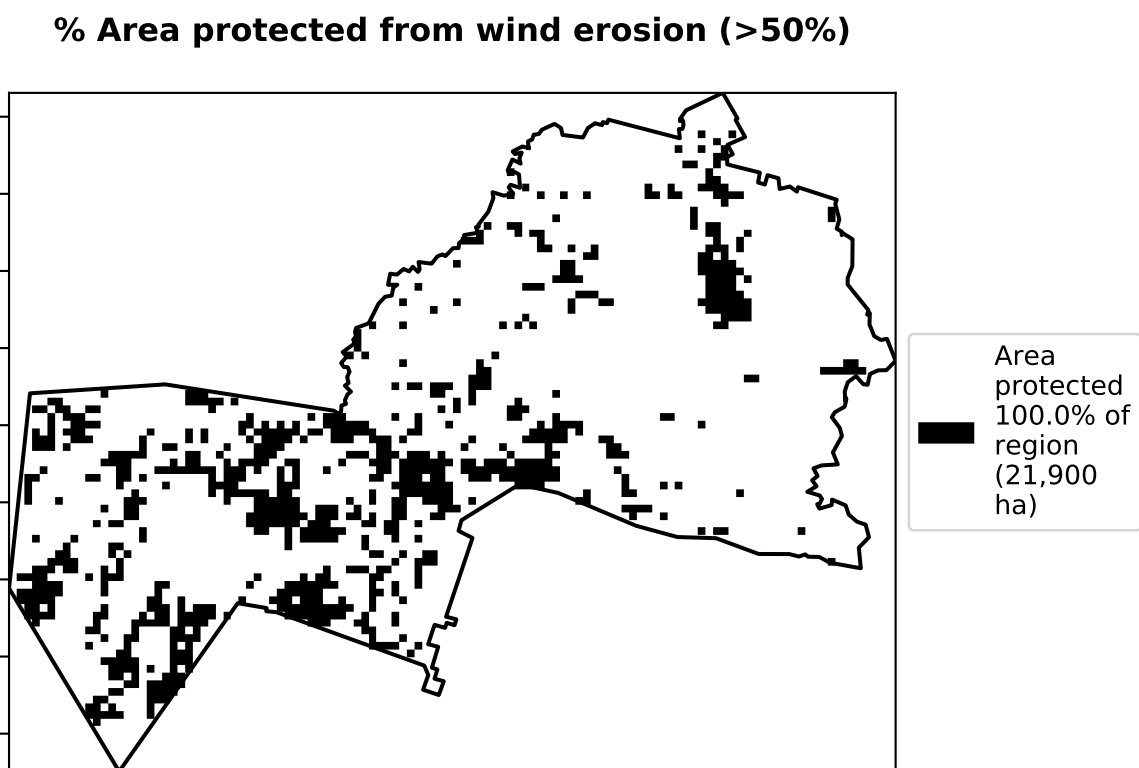 % Area protected from wind erosion (>50%)
Area
protected
100.0% of
region
(21,900
ha)